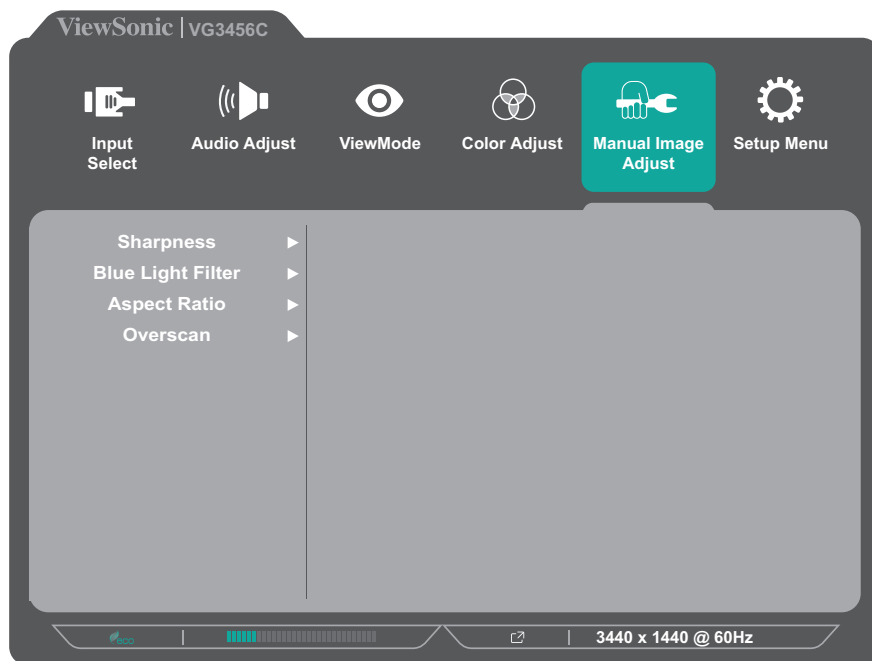 ViewSonic | VG3456C
Input
Select
Audio Adjust
ViewMode
Color Adjust
Manual Image
Adjust
Setup Menu
Sharpness
Blue Light Filter
Aspect Ratio
Overscan
eco
3440 x 1440 @ 60Hz